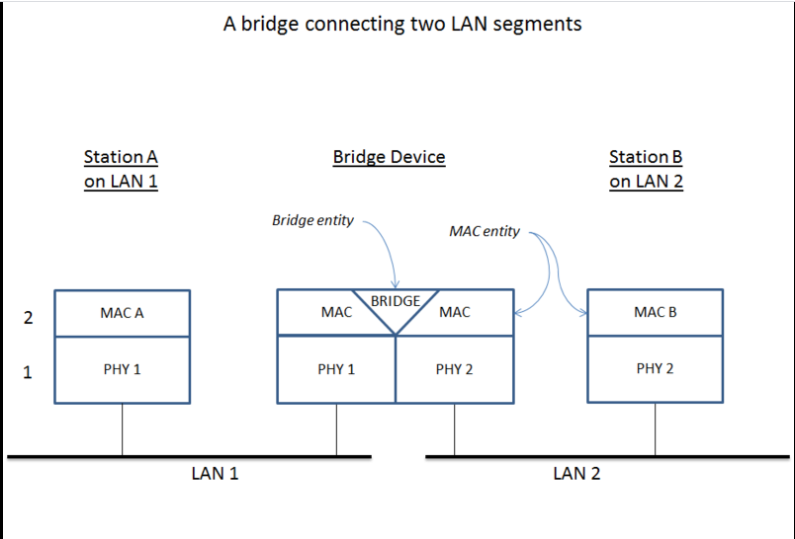 A bridge connecting two LAN segments
Station A
on LAN 1
Bridge Device
Station B
on LAN 2
Bridge entity
MAC entity
2
MAC A
MAC
BRIDGE
MAC
MAC B
1
PHY 1
PHY 1
PHY 2
PHY 2
LAN 1
LAN 2